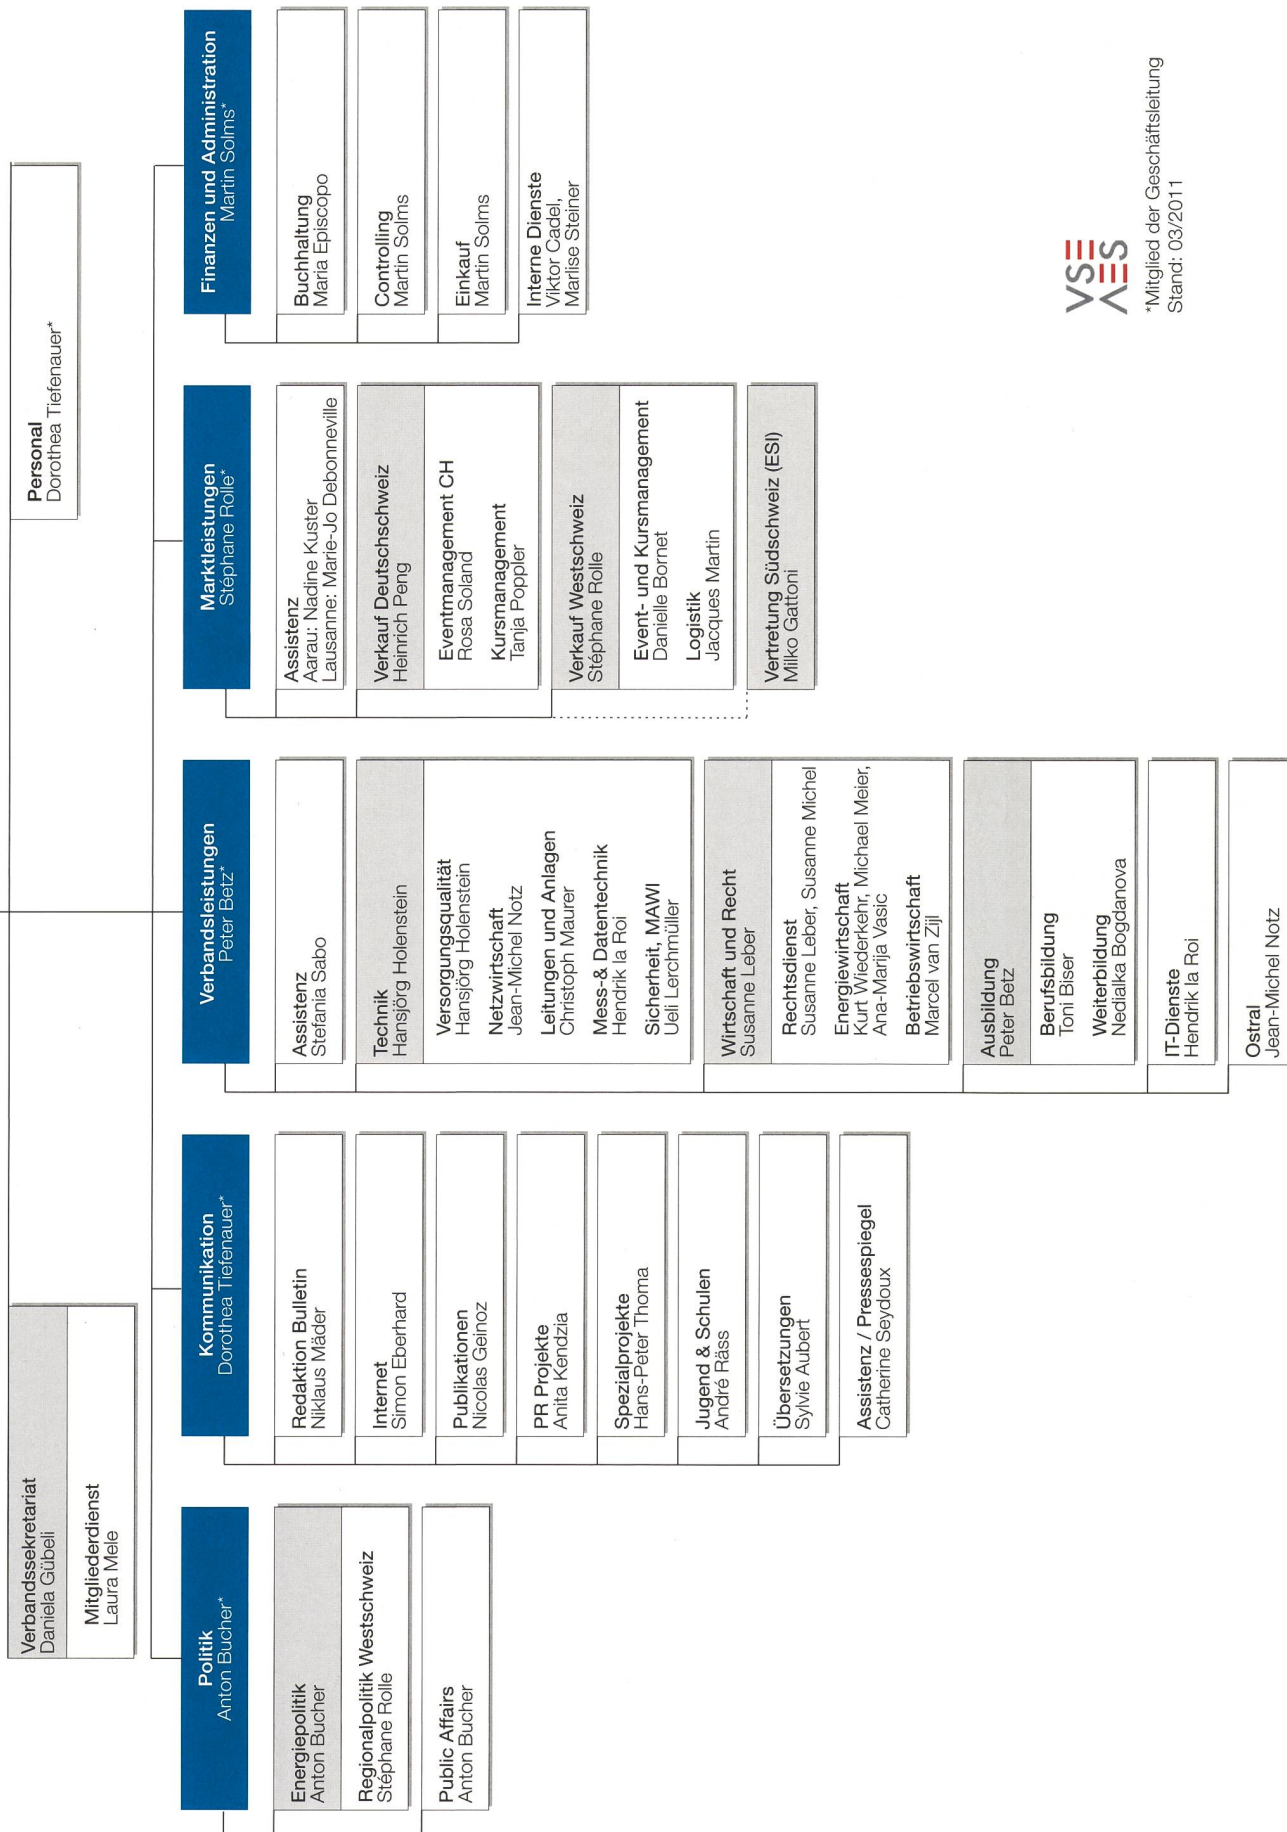 Verbandssekretariat
Daniela Gübeli
Mitgliederdienst
Laura Mele
Personal
Dorothea Tiefenauer*
Politik
Anton Bucher*
Energiepolitik
Anton Bucher
Regionalpolitik Westschweiz
Stéphane Rolle
Public Affairs
Anton Bucher
Kommunikation
Dorothea Tiefenauer*
Redaktion Bulletin
Niklaus Mäder
Internet
Simon Eberhard
Publikationen
Nicolas Geinoz
PR Projekte
Anita Kendzia
Spezialprojekte
Hans-Peter Thoma
Jugend & Schulen
André Räss
Übersetzungen
Sylvie Aubert
Assistenz / Pressespiegel
Catherine Seydoux
Verbandsleistungen
Peter Betz*
Assistenz
Stefania Sabo
Technik
Hansjörg Holenstein
Versorgungsqualität
Hansjörg Holenstein
Netzwirtschaft
Jean-Michel Notz
Leitungen und Anlagen
Christoph Maurer
Mess-& Datentechnik
Hendrik la Roi
Sicherheit, MAWI
Ueli Lerchmüller
Wirtschaft und Recht
Susanne Leber
Rechtsdienst
Susanne Leber, Susanne Michel
Energiewirtschaft
Kurt Wiederkehr, Michael Meier,
Ana-Marija Vasic
Betriebswirtschaft
Marcel van Zijl
Ausbildung
Peter Betz
Berufsbildung
Toni Biser
Weiterbildung
Nedialka Bogdanova
IT-Dienste
Hendrik la Roi
Ostral
Jean-Michel Notz
Marktleistungen
Stéphane Rolle*
Assistenz
Aarau: Nadine Kuster
Lausanne: Marie-Jo Debonneville
Verkauf Deutschschweiz
Heinrich Peng
Eventmanagement CH
Rosa Soland
Kursmanagement
Tanja Poppler
Verkauf Westschweiz
Stéphane Rolle
Event- und Kursmanagement
Danielle Bornet
Logistik
Jacques Martin
Vertretung Südschweiz (ESI)
Milko Gattoni
Finanzen und Administration
Martin Solms*
Buchhaltung
Maria Episcopo
Controlling
Martin Solms
Einkauf
Martin Solms
Interne Dienste
Viktor Cadel,
Marlise Steiner
VSE
AES
*Mitglied der Geschäftsleitung
Stand: 03/2011